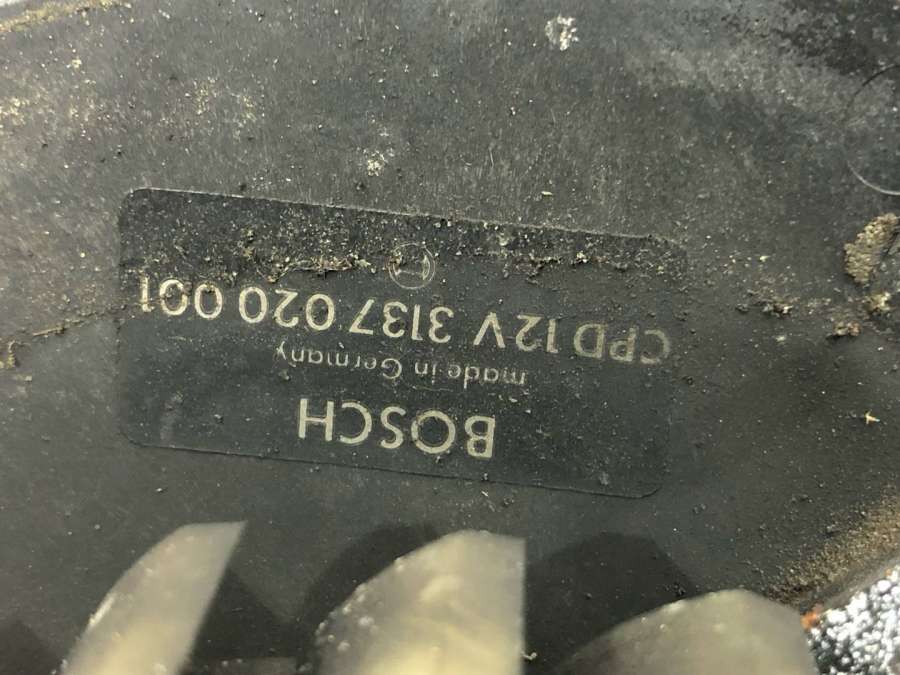 BOSCH
made in Germany
CPD 12V 3137 020 001